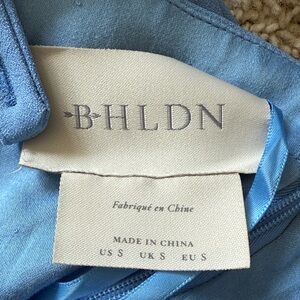 BHLDN
Fabriqué en Chine
MADE IN CHINA
US S UK S EU S